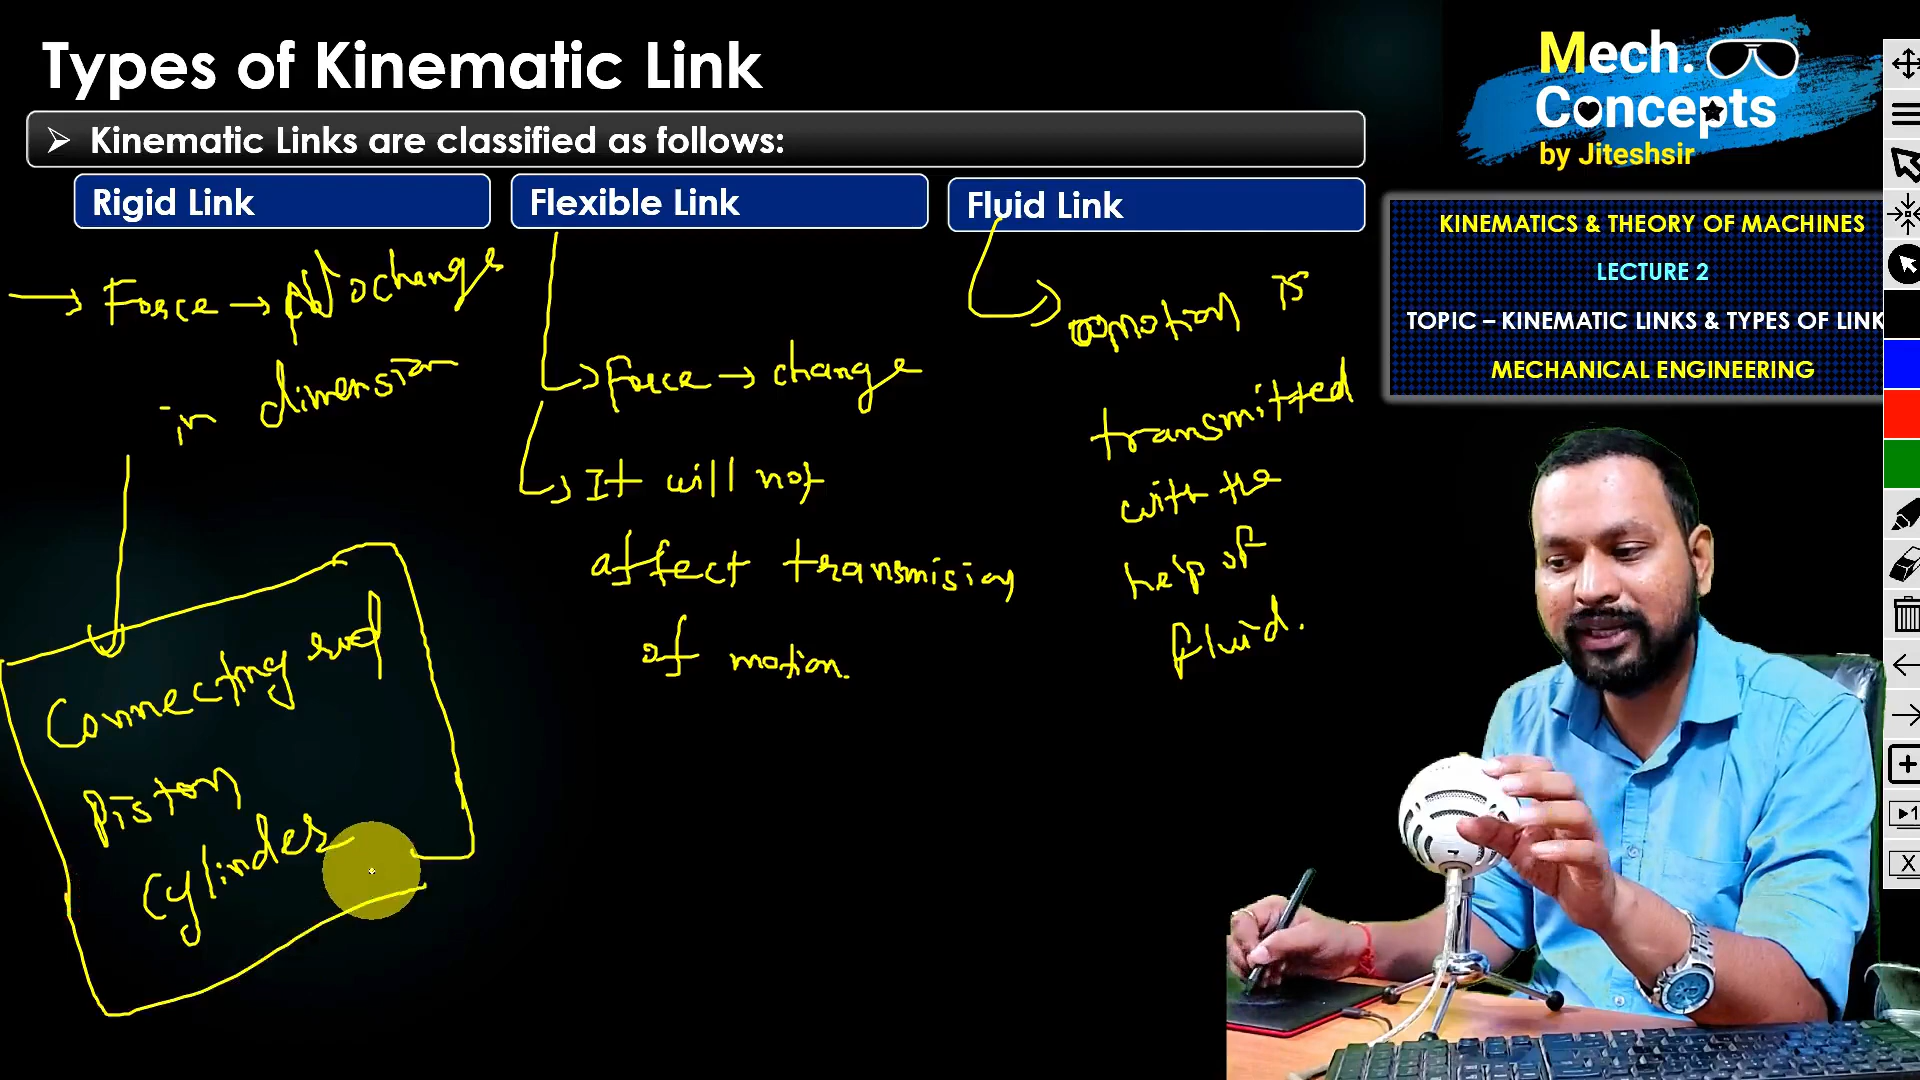 Types of Kinematic Link
➢ Kinematic Links are classified as follows:
Rigid Link
Flexible Link
Fluid Link
→ Force → No change
in dimension
Connecting rod
Piston
Cylinder
Force → change
It will not
affect transmision
of motion.
motion is
transmitted
with the
help of
fluid.
Mech.
Concepts
by Jiteshsir
KINEMATICS & THEORY OF MACHINES
LECTURE 2
TOPIC – KINEMATIC LINKS & TYPES OF LINK
MECHANICAL ENGINEERING
1
X